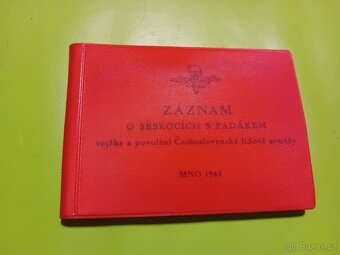 ZÁZNAM
O SESKOCÍCH S PADÁKEM
vojáka z povolání Československé lidové armády
MNO 1963